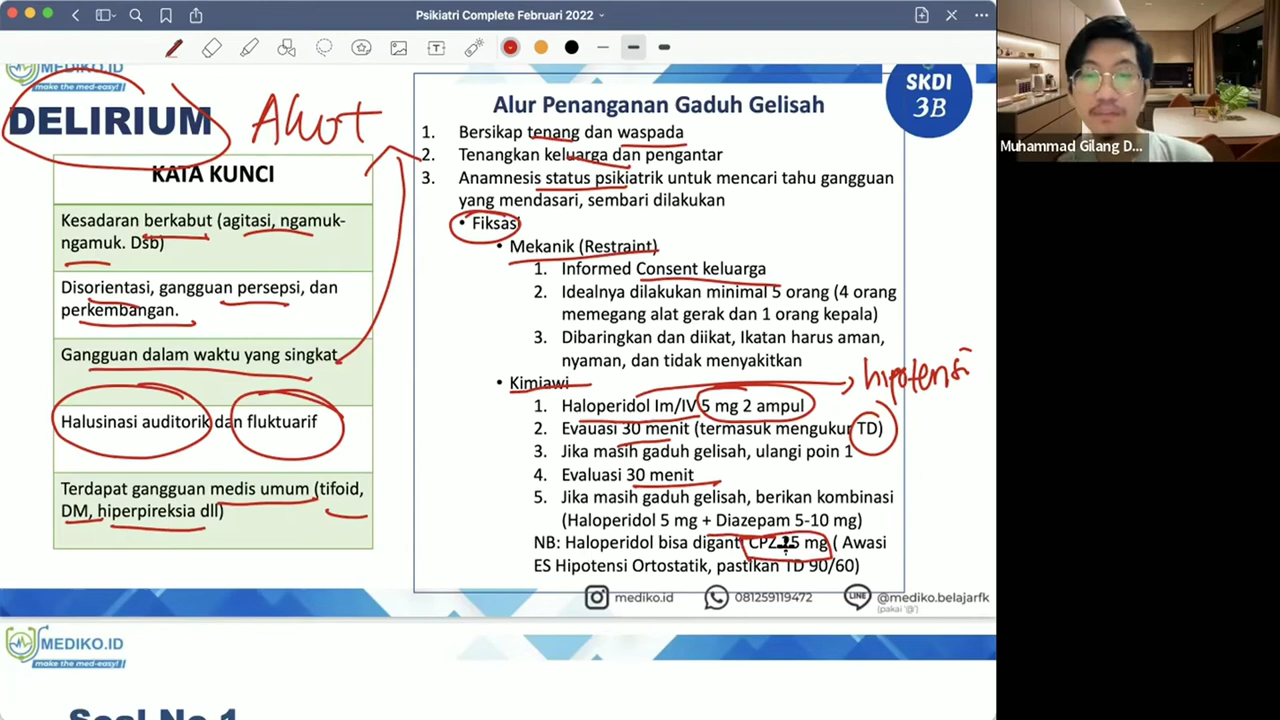 Psikiatri Complete Februari 2022
MEDIKO.ID
make the med-easy!
DELIRIUM
Akut
KATA KUNCI
Kesadaran berkabut (agitasi, ngamuk-
ngamuk. Dsb)
Disorientasi, gangguan persepsi, dan
perkembangan.
Gangguan dalam waktu yang singkat
Halusinasi auditorik dan fluktuarif
Terdapat gangguan medis umum (tifoid,
DM, hiperpireksia dll)
Alur Penanganan Gaduh Gelisah
SKDI
3B
1. Bersikap tenang dan waspada
2. Tenangkan keluarga dan pengantar
3. Anamnesis status psikiatrik untuk mencari tahu gangguan
yang mendasari, sembari dilakukan
• Fiksasi
• Mekanik (Restraint)
1. Informed Consent keluarga
2. Idealnya dilakukan minimal 5 orang (4 orang
memegang alat gerak dan 1 orang kepala)
3. Dibaringkan dan diikat, Ikatan harus aman,
nyaman, dan tidak menyakitkan
• Kimiawi
hipotensi
1. Haloperidol Im/IV 5 mg 2 ampul
2. Evauasi 30 menit (termasuk mengukur TD)
3. Jika masih gaduh gelisah, ulangi poin 1
4. Evaluasi 30 menit
5. Jika masih gaduh gelisah, berikan kombinasi
(Haloperidol 5 mg + Diazepam 5-10 mg)
NB: Haloperidol bisa diganti CPZ mg ( Awasi
ES Hipotensi Ortostatik, pastikan TD 90/60)
mediko.id
081259119472
LINE
@mediko.belajarfk
(pakai '@')
MEDIKO.ID
make the med-easy!
Soal No 1
Muhammad Gilang D...